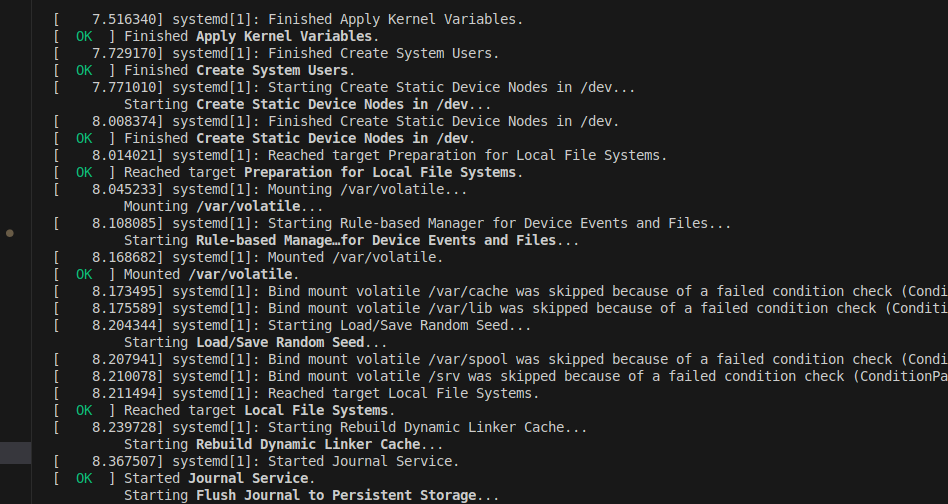 [    7.516340] systemd[1]: Finished Apply Kernel Variables.
[  OK  ] Finished Apply Kernel Variables.
[    7.729170] systemd[1]: Finished Create System Users.
[  OK  ] Finished Create System Users.
[    7.771010] systemd[1]: Starting Create Static Device Nodes in /dev...
         Starting Create Static Device Nodes in /dev...
[    8.008374] systemd[1]: Finished Create Static Device Nodes in /dev.
[  OK  ] Finished Create Static Device Nodes in /dev.
[    8.014021] systemd[1]: Reached target Preparation for Local File Systems.
[  OK  ] Reached target Preparation for Local File Systems.
[    8.045233] systemd[1]: Mounting /var/volatile...
         Mounting /var/volatile...
[    8.108085] systemd[1]: Starting Rule-based Manager for Device Events and Files...
         Starting Rule-based Manage…for Device Events and Files...
[    8.168682] systemd[1]: Mounted /var/volatile.
[  OK  ] Mounted /var/volatile.
[    8.173495] systemd[1]: Bind mount volatile /var/cache was skipped because of a failed condition check (Condi
[    8.175589] systemd[1]: Bind mount volatile /var/lib was skipped because of a failed condition check (Conditi
[    8.204344] systemd[1]: Starting Load/Save Random Seed...
         Starting Load/Save Random Seed...
[    8.207941] systemd[1]: Bind mount volatile /var/spool was skipped because of a failed condition check (Condi
[    8.210078] systemd[1]: Bind mount volatile /srv was skipped because of a failed condition check (ConditionPa
[    8.211494] systemd[1]: Reached target Local File Systems.
[  OK  ] Reached target Local File Systems.
[    8.239728] systemd[1]: Starting Rebuild Dynamic Linker Cache...
         Starting Rebuild Dynamic Linker Cache...
[    8.367507] systemd[1]: Started Journal Service.
[  OK  ] Started Journal Service.
         Starting Flush Journal to Persistent Storage...